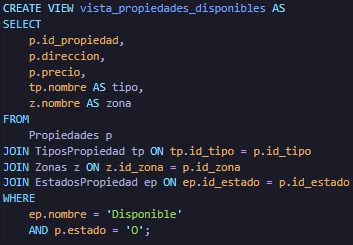 CREATE VIEW vista_propiedades_disponibles AS
SELECT
    p.id_propiedad,
    p.direccion,
    p.precio,
    tp.nombre AS tipo,
    z.nombre AS zona
FROM
    Propiedades p
JOIN TiposPropiedad tp ON tp.id_tipo = p.id_tipo
JOIN Zonas z ON z.id_zona = p.id_zona
JOIN EstadosPropiedad ep ON ep.id_estado = p.id_estado
WHERE
    ep.nombre = 'Disponible'
    AND p.estado = 'O';